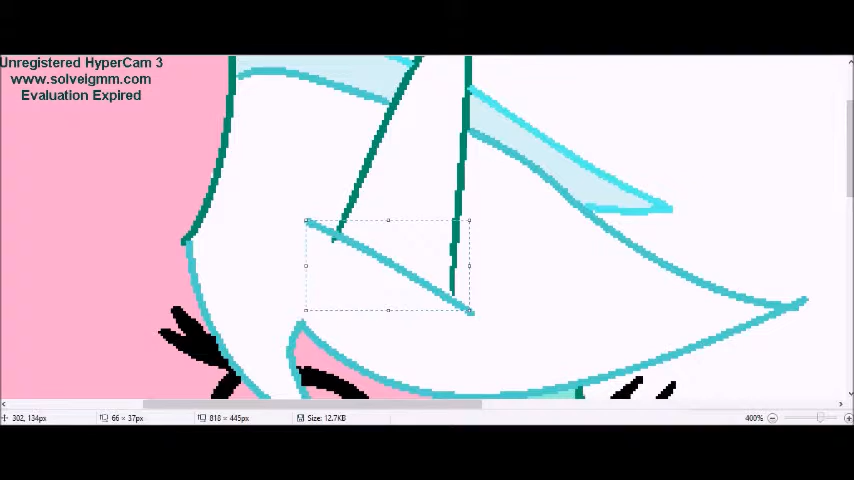 Unregistered HyperCam 3
www.solveigmm.com
Evaluation Expired
302, 134px
66 × 37px
818 × 445px
Size: 12.7KB
400%